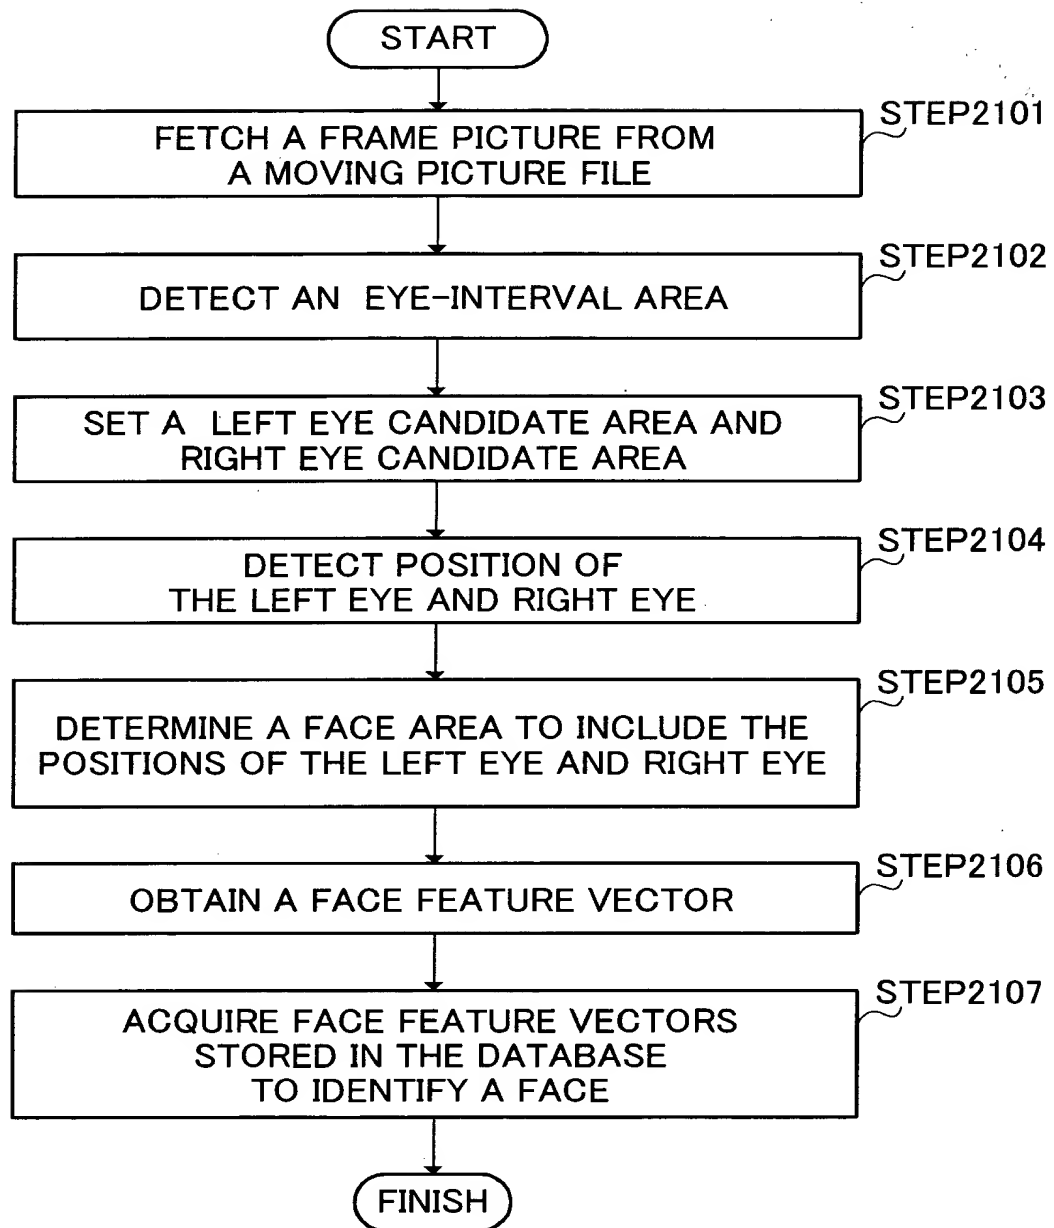 START
STEP2101
FETCH A FRAME PICTURE FROM
A MOVING PICTURE FILE
STEP2102
DETECT AN EYE-INTERVAL AREA
STEP2103
SET A LEFT EYE CANDIDATE AREA AND
RIGHT EYE CANDIDATE AREA
STEP2104
DETECT POSITION OF
THE LEFT EYE AND RIGHT EYE
STEP2105
DETERMINE A FACE AREA TO INCLUDE THE
POSITIONS OF THE LEFT EYE AND RIGHT EYE
STEP2106
OBTAIN A FACE FEATURE VECTOR
STEP2107
ACQUIRE FACE FEATURE VECTORS
STORED IN THE DATABASE
TO IDENTIFY A FACE
FINISH